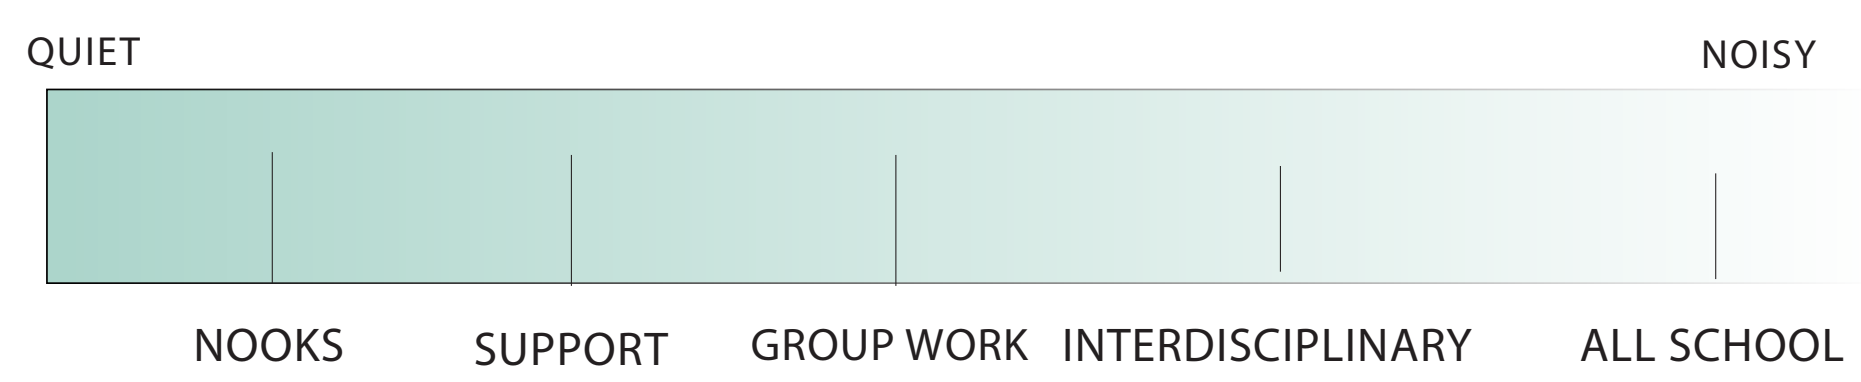 QUIET NOISY
NOOKS SUPPORT GROUP WORK INTERDISCIPLINARY ALL SCHOOL